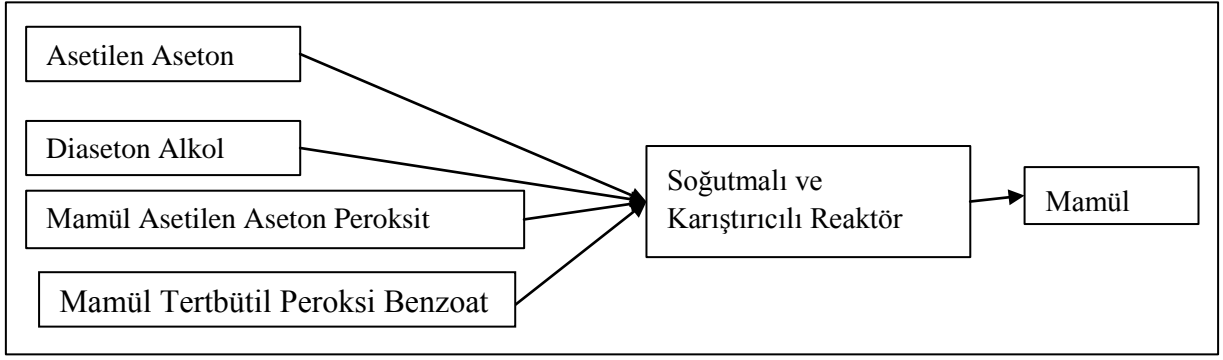 Asetilen Aseton
Diaseton Alkol
Mamül Asetilen Aseton Peroksit
Mamül Tertbütil Peroksi Benzoat
Soğutmalı ve
Karıştırıcılı Reaktör
Mamül